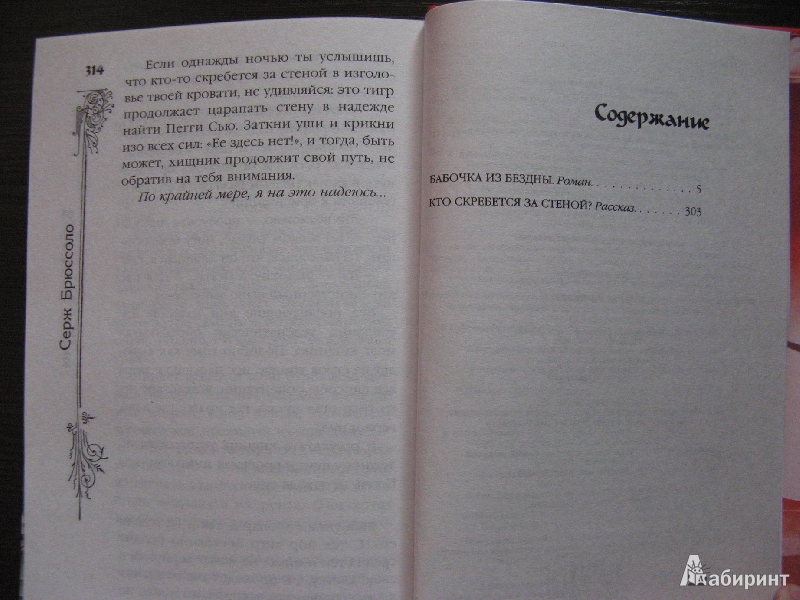 314
Если однажды ночью ты услышишь,
что кто-то скребется за стеной в изголо-
вье твоей кровати, не удивляйся: это тигр
продолжает царапать стену в надежде
найти Пегги Сью. Заткни уши и крикни
изо всех сил: «Ее здесь нет!», и тогда, быть
может, хищник продолжит свой путь, не
обратив на тебя внимания.
По крайней мере, я на это надеюсь...
Серж Брюссоло
Содержание
БАБОЧКА ИЗ БЕЗДНЫ. Роман. . . . . . . . . . . . . 5
КТО СКРЕБЕТСЯ ЗА СТЕНОЙ? Рассказ. . . . . . . 303
Лабиринт